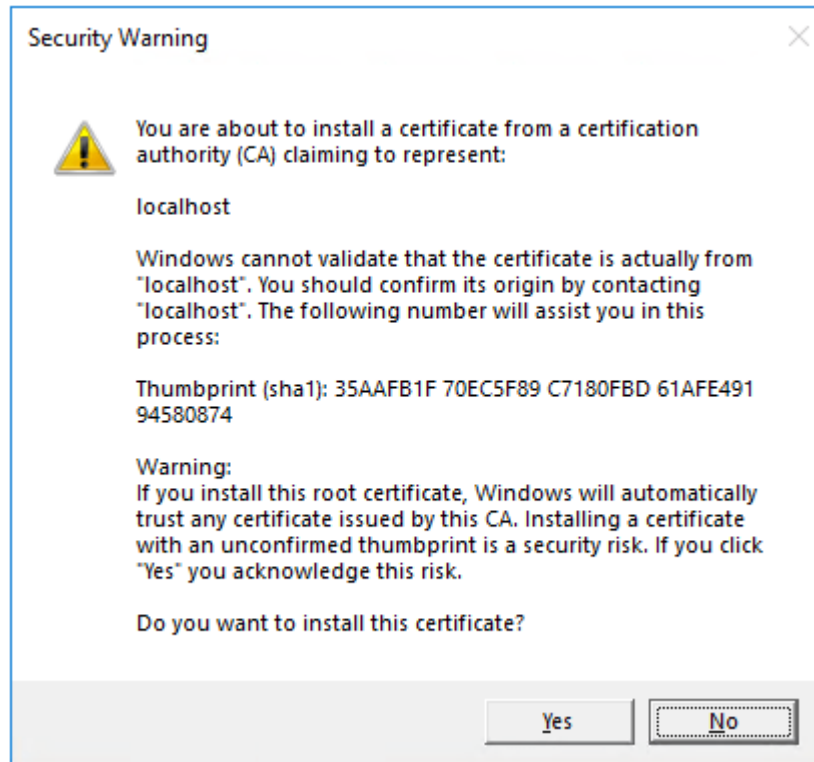 Security Warning
You are about to install a certificate from a certification
authority (CA) claiming to represent:
localhost
Windows cannot validate that the certificate is actually from
"localhost". You should confirm its origin by contacting
"localhost". The following number will assist you in this
process:
Thumbprint (sha1): 35AAFB1F 70EC5F89 C7180FBD 61AFE491
94580874
Warning:
If you install this root certificate, Windows will automatically
trust any certificate issued by this CA. Installing a certificate
with an unconfirmed thumbprint is a security risk. If you click
"Yes" you acknowledge this risk.
Do you want to install this certificate?
Yes No